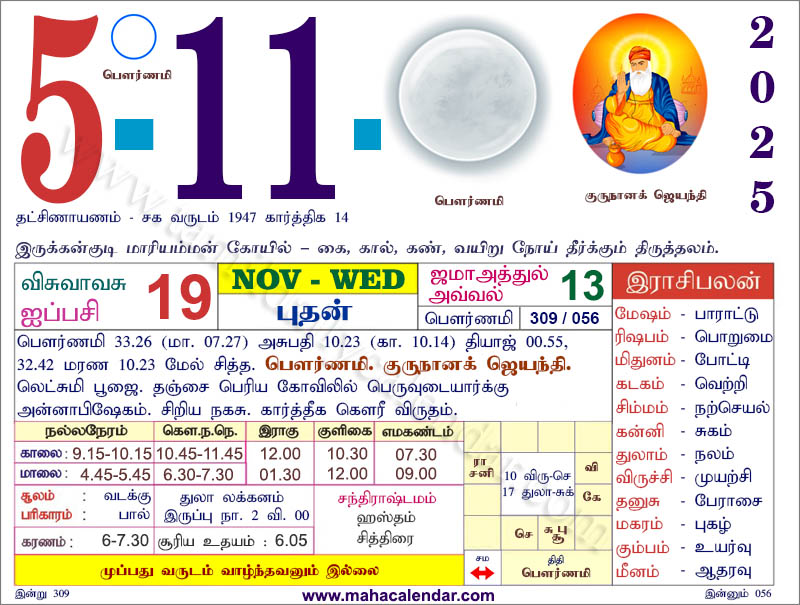 5 · 11 · 2025
பௌர்ணமி
பௌர்ணமி
குருநானக் ஜெயந்தி
தட்சிணாயணம் - சக வருடம் 1947 கார்த்திக 14
இருக்கன்குடி மாரியம்மன் கோயில் – கை, கால், கண், வயிறு நோய் தீர்க்கும் திருத்தலம்.
விசுவாவசு
ஐப்பசி
19
NOV - WED
புதன்
ஜமாஅத்துல்
அவ்வல்
13
பௌர்ணமி
309 / 056
பௌர்ணமி 33.26 (மா. 07.27) அசுபதி 10.23 (கா. 10.14) தியாஜ் 00.55,
32.42 மரண 10.23 மேல் சித்த. பௌர்ணமி. குருநானக் ஜெயந்தி.
லெட்சுமி பூஜை. தஞ்சை பெரிய கோவிலில் பெருவுடையார்க்கு
அன்னாபிஷேகம். சிறிய நகசு. கார்த்தீக கௌரீ விருதம்.
நல்லநேரம் கௌ.ந.நெ. இராகு குளிகை எமகண்டம்
காலை: 9.15-10.15 10.45-11.45 12.00 10.30 07.30
மாலை: 4.45-5.45 6.30-7.30 01.30 12.00 09.00
சூலம் : வடக்கு
பரிகாரம் : பால்
துலா லக்கனம்
இருப்பு நா. 2 வி. 00
சந்திராஷ்டமம்
ஹஸ்தம்
சித்திரை
கரணம் : 6-7.30
சூரிய உதயம் : 6.05
முப்பது வருடம் வாழ்ந்தவனும் இல்லை
ரா
சனி
10 விரு-செ
17 துலா-சுக்
வி
கே
செ
சூ பு
சு
சம
திதி
பௌர்ணமி
இராசிபலன்
மேஷம் - பாராட்டு
ரிஷபம் - பொறுமை
மிதுனம் - போட்டி
கடகம் - வெற்றி
சிம்மம் - நற்செயல்
கன்னி - சுகம்
துலாம் - நலம்
விருச்சி - முயற்சி
தனுசு - பேராசை
மகரம் - புகழ்
கும்பம் - உயர்வு
மீனம் - ஆதரவு
இன்று 309
www.mahacalendar.com
இன்னும் 056